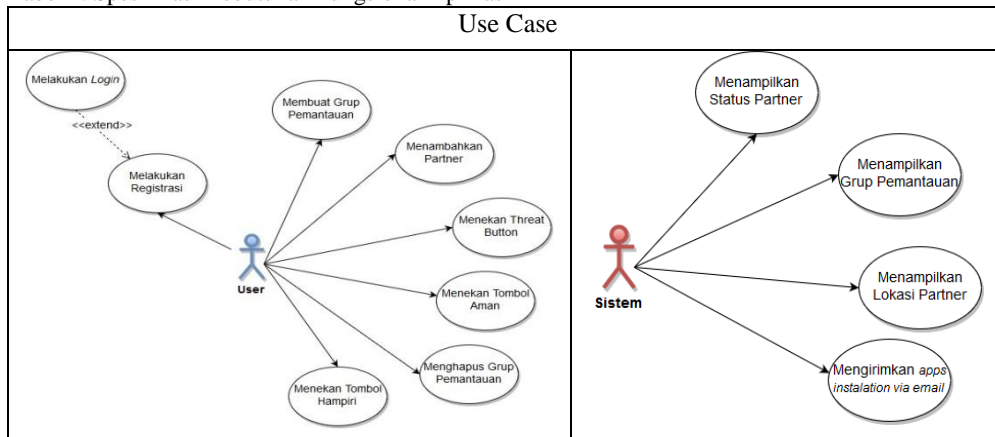 Use Case
Melakukan Login
<<extend>>
Melakukan
Registrasi
Membuat Grup
Pemantauan
Menambahkan
Partner
Menekan Threat
Button
Menekan Tombol
Aman
Menghapus Grup
Pemantauan
Menekan Tombol
Hampiri
User
Menampilkan
Status Partner
Menampilkan
Grup Pemantauan
Menampilkan
Lokasi Partner
Mengirimkan apps
instalation via email
Sistem